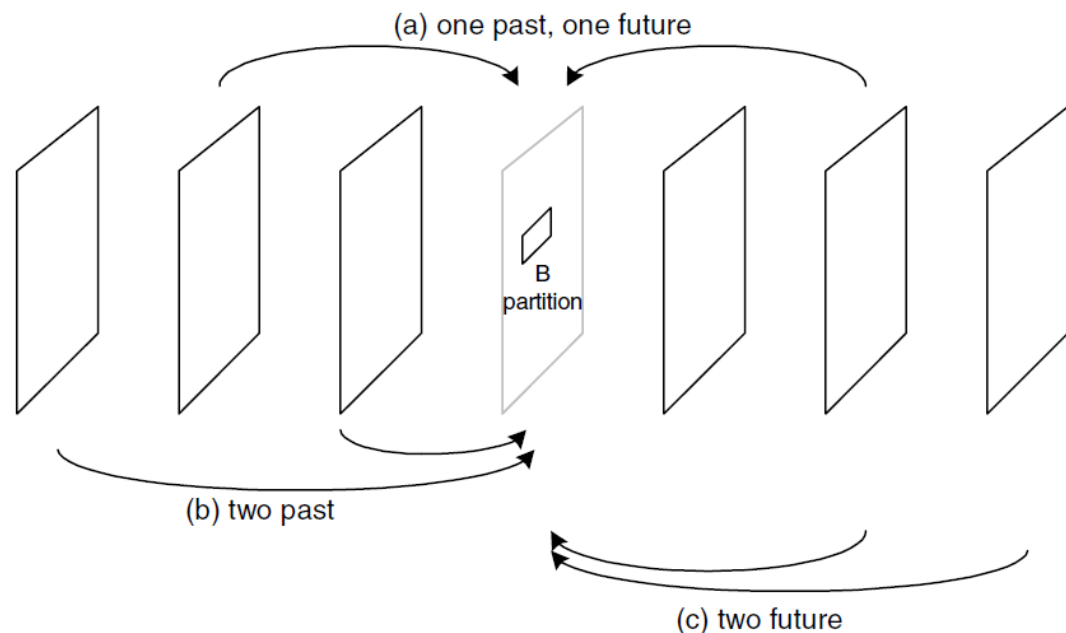 (a) one past, one future
B
partition
(b) two past
(c) two future